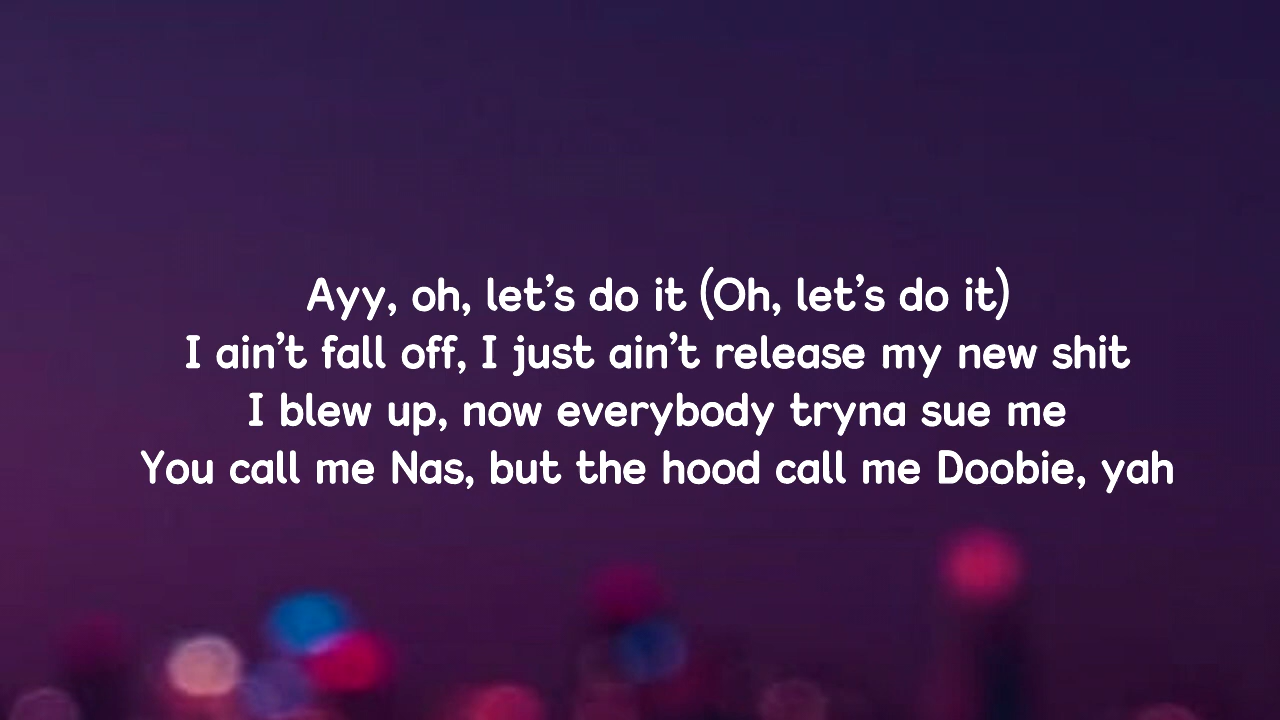 Ayy, oh, let's do it (Oh, let's do it)
I ain't fall off, I just ain't release my new shit
I blew up, now everybody tryna sue me
You call me Nas, but the hood call me Doobie, yah